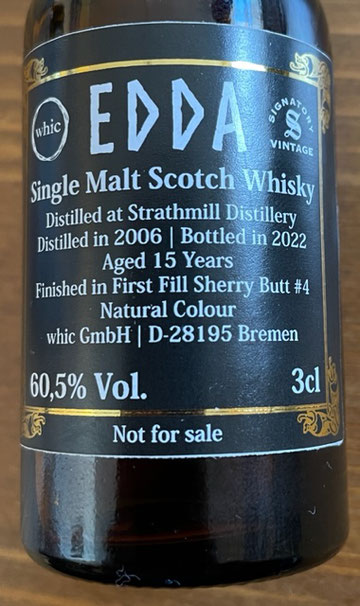 whic
EDDA
SIGNATORY
S
VINTAGE
Single Malt Scotch Whisky
Distilled at Strathmill Distillery
Distilled in 2006 | Bottled in 2022
Aged 15 Years
Finished in First Fill Sherry Butt #4
Natural Colour
whic GmbH | D-28195 Bremen
60,5% Vol. 3cl
Not for sale